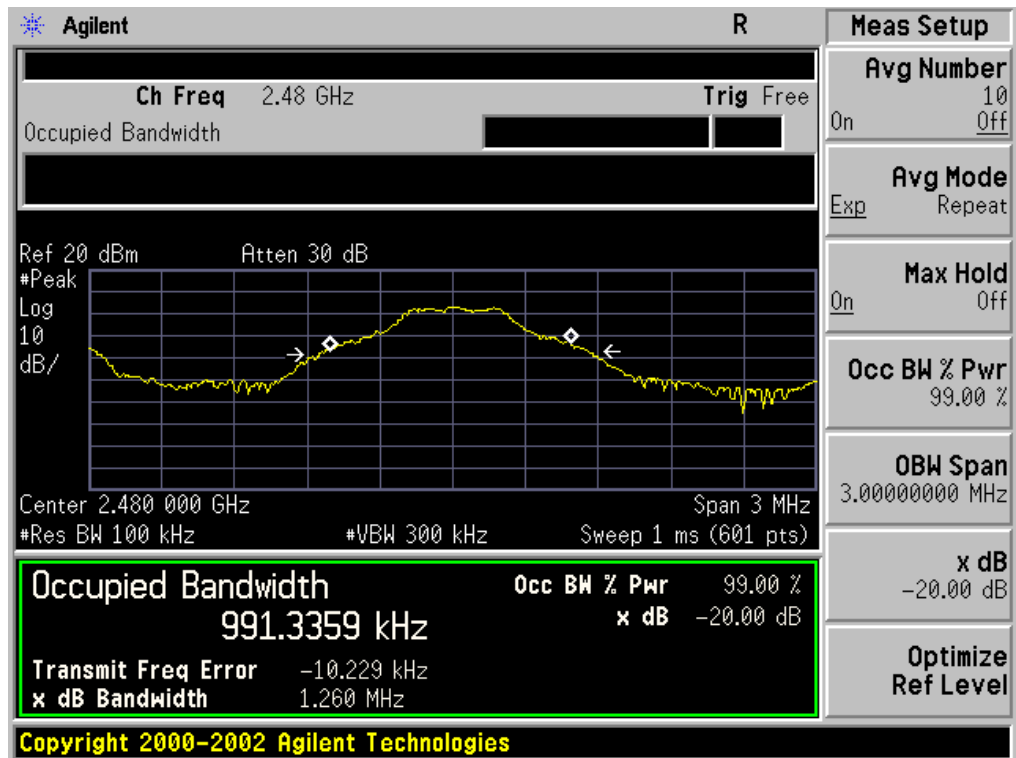 Agilent R Meas Setup
Ch Freq 2.48 GHz Trig Free
Occupied Bandwidth
Avg Number
10
On Off
Avg Mode
Exp Repeat
Max Hold
On Off
Occ BW % Pwr
99.00 %
OBW Span
3.00000000 MHz
x dB
-20.00 dB
Optimize
Ref Level
Ref 20 dBm Atten 30 dB
#Peak
Log
10
dB/
Center 2.480 000 GHz Span 3 MHz
#Res BW 100 kHz #VBW 300 kHz Sweep 1 ms (601 pts)
Occupied Bandwidth Occ BW % Pwr 99.00 %
991.3359 kHz x dB -20.00 dB
Transmit Freq Error -10.229 kHz
x dB Bandwidth 1.260 MHz
Copyright 2000-2002 Agilent Technologies